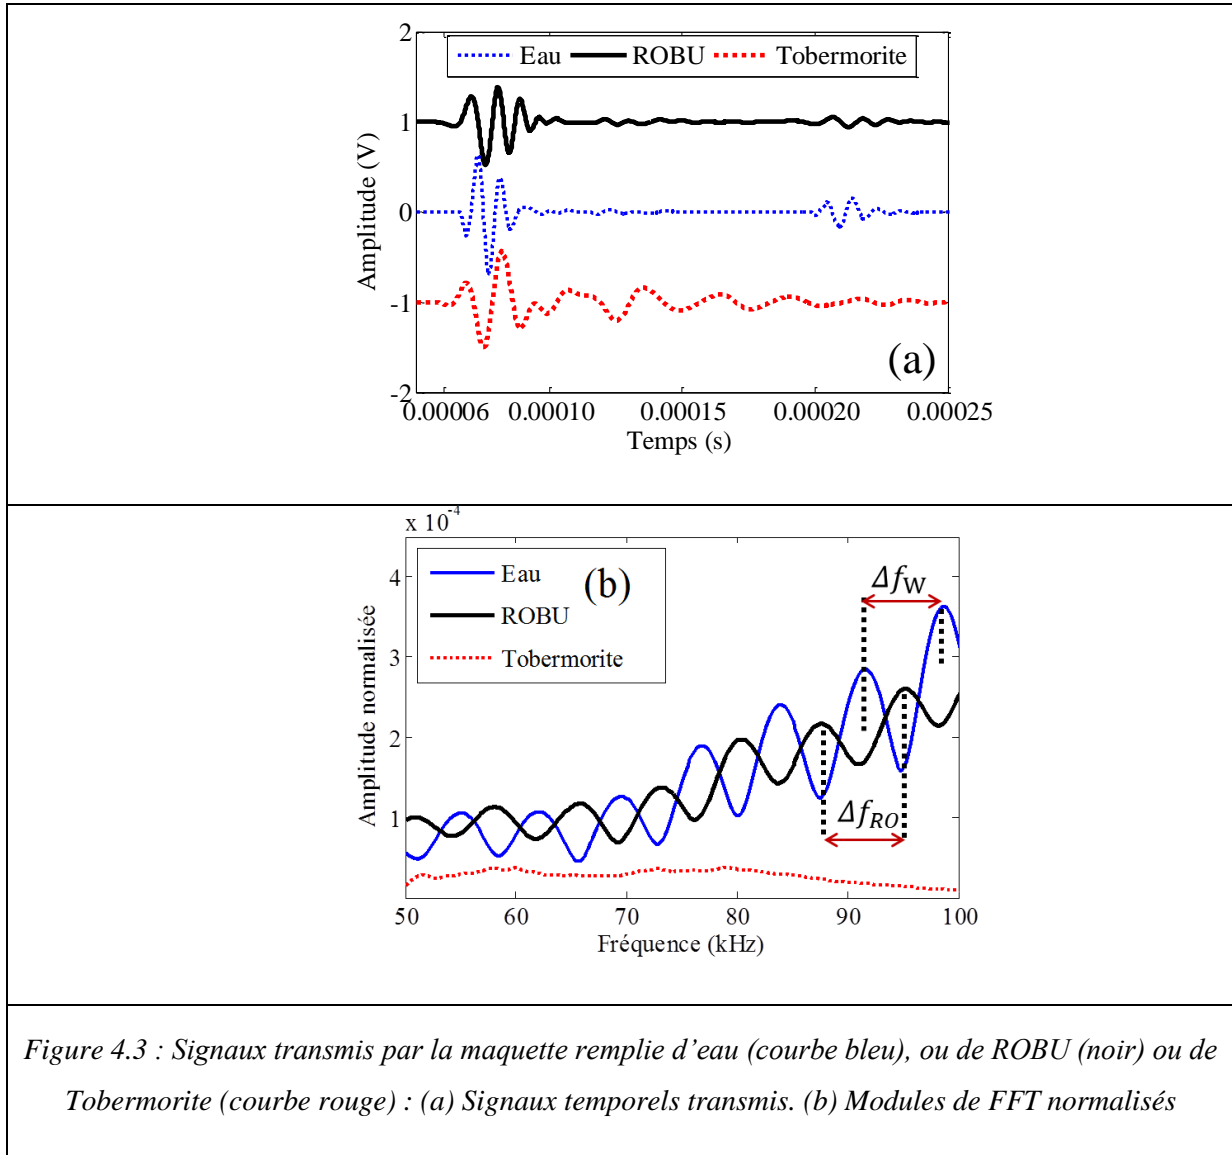 2
Eau ROBU Tobermorite
1
0
-1
-2
Amplitude (V)
(a)
0.00006 0.00010 0.00015 0.00020 0.00025
Temps (s)
x 10⁻⁴
4
3
2
1
Amplitude normalisée
Eau
ROBU
Tobermorite
(b)
Δf_W
Δf_RO
50 60 70 80 90 100
Fréquence (kHz)
Figure 4.3 : Signaux transmis par la maquette remplie d’eau (courbe bleu), ou de ROBU (noir) ou de
Tobermorite (courbe rouge) : (a) Signaux temporels transmis. (b) Modules de FFT normalisés